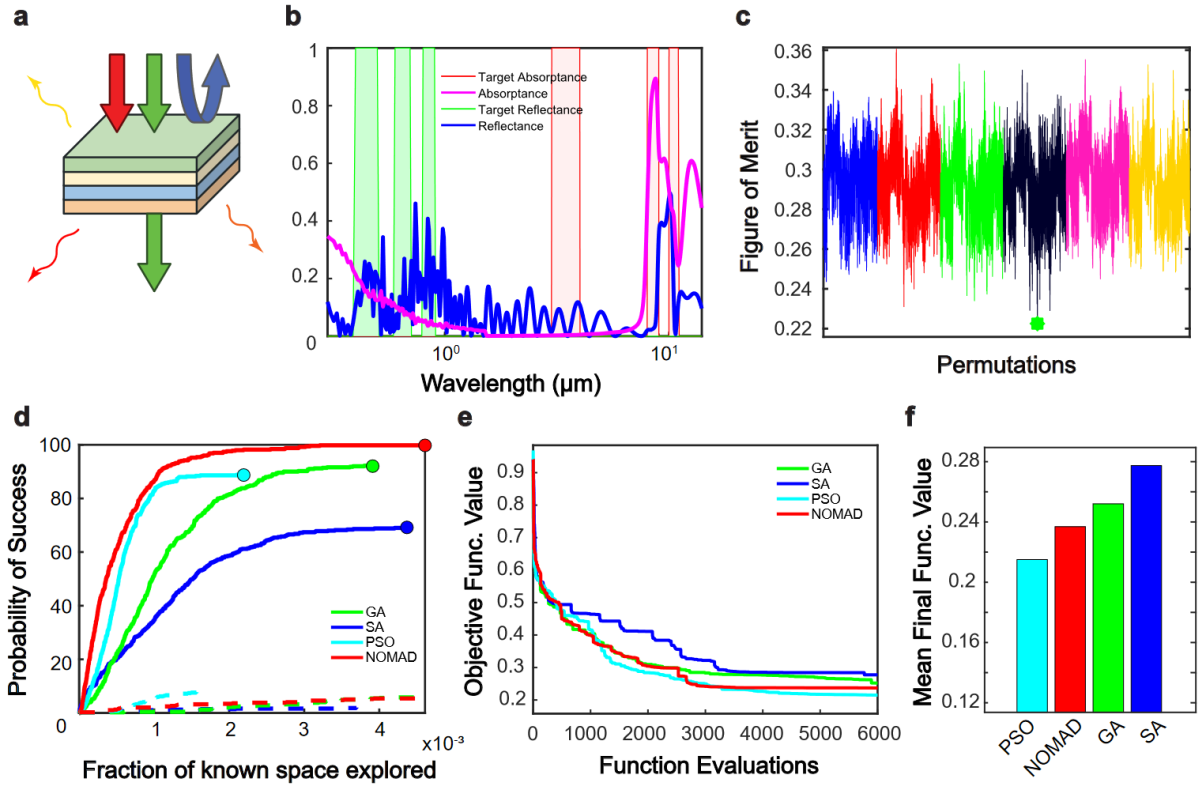 a
b
1
0.8
0.6
0.4
0.2
0
Target Absorptance
Absorptance
Target Reflectance
Reflectance
10⁰
10¹
Wavelength (μm)
c
0.36
0.34
0.32
0.3
0.28
0.26
0.24
0.22
Figure of Merit
Permutations
d
100
80
60
40
20
0
Probability of Success
GA
SA
PSO
NOMAD
1 2 3 4
x10⁻³
Fraction of known space explored
e
0.9
0.8
0.7
0.6
0.5
0.4
0.3
0.2
Objective Func. Value
GA
SA
PSO
NOMAD
0 1000 2000 3000 4000 5000 6000
Function Evaluations
f
0.28
0.24
0.2
0.16
0.12
Mean Final Func. Value
PSO
NOMAD
GA
SA